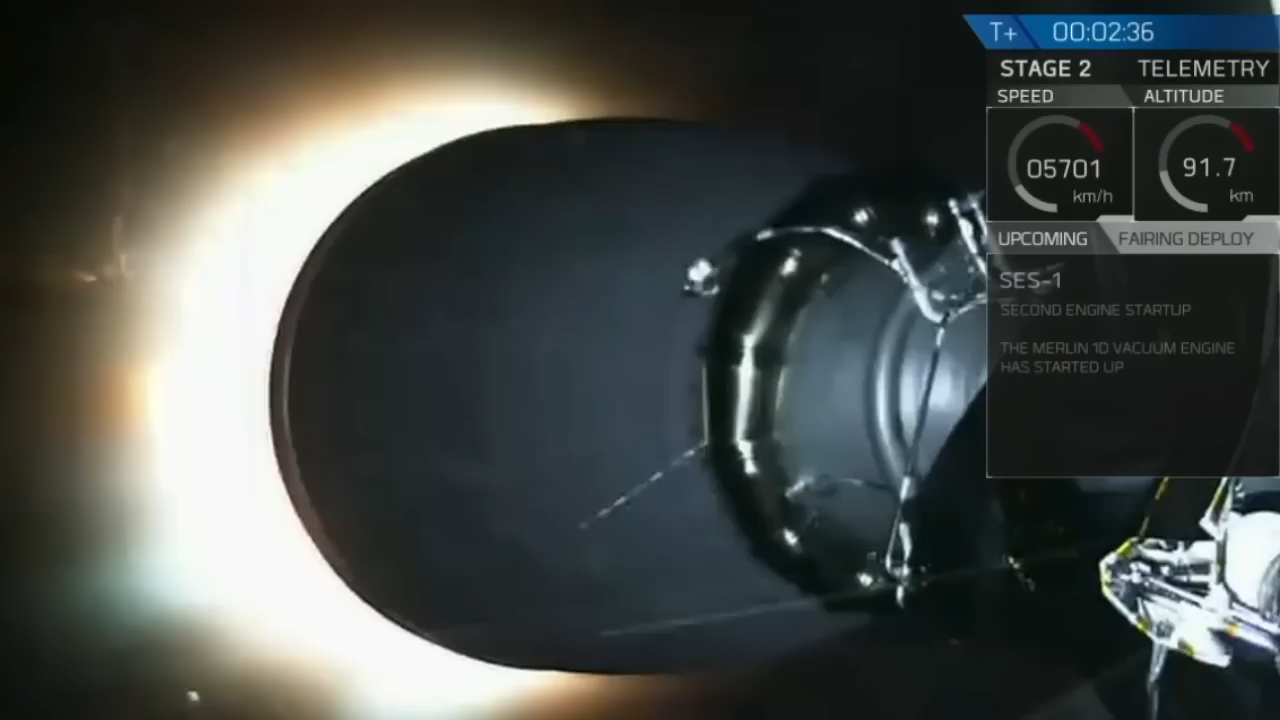 T+ 00:02:36
STAGE 2 TELEMETRY
SPEED ALTITUDE
05701 91.7
km/h km
UPCOMING FAIRING DEPLOY
SES-1
SECOND ENGINE STARTUP
THE MERLIN 1D VACUUM ENGINE
HAS STARTED UP